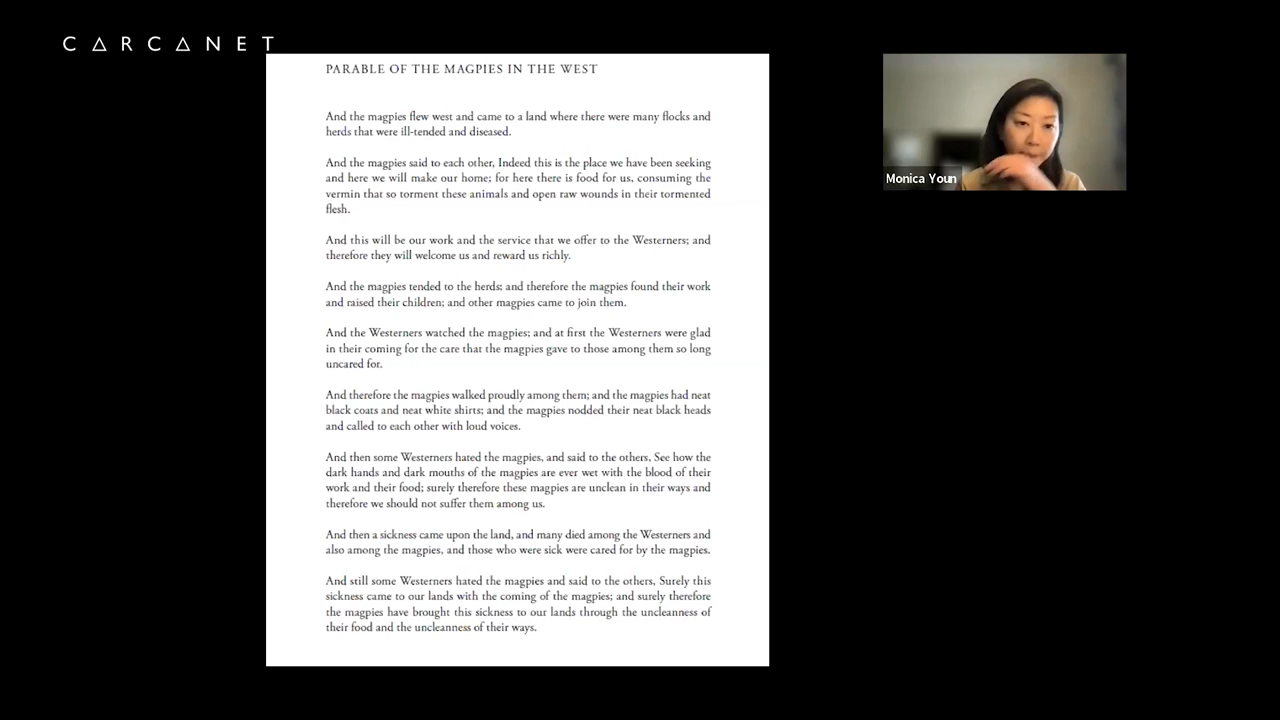 CARCANET
PARABLE OF THE MAGPIES IN THE WEST
And the magpies flew west and came to a land where there were many flocks and
herds that were ill-tended and diseased.
And the magpies said to each other, Indeed this is the place we have been seeking
and here we will make our home; for here there is food for us, consuming the
vermin that so torment these animals and open raw wounds in their tormented
flesh.
And this will be our work and the service that we offer to the Westerners; and
therefore they will welcome us and reward us richly.
And the magpies tended to the herds; and therefore the magpies found their work
and raised their children; and other magpies came to join them.
And the Westerners watched the magpies; and at first the Westerners were glad
in their coming for the care that the magpies gave to those among them so long
uncared for.
And therefore the magpies walked proudly among them; and the magpies had neat
black coats and neat white shirts; and the magpies nodded their neat black heads
and called to each other with loud voices.
And then some Westerners hated the magpies, and said to the others, See how the
dark hands and dark mouths of the magpies are ever wet with the blood of their
work and their food; surely therefore these magpies are unclean in their ways and
therefore we should not suffer them among us.
And then a sickness came upon the land, and many died among the Westerners and
also among the magpies, and those who were sick were cared for by the magpies.
And still some Westerners hated the magpies and said to the others, Surely this
sickness came to our lands with the coming of the magpies; and surely therefore
the magpies have brought this sickness to our lands through the uncleanness of
their food and the uncleanness of their ways.
Monica Youn